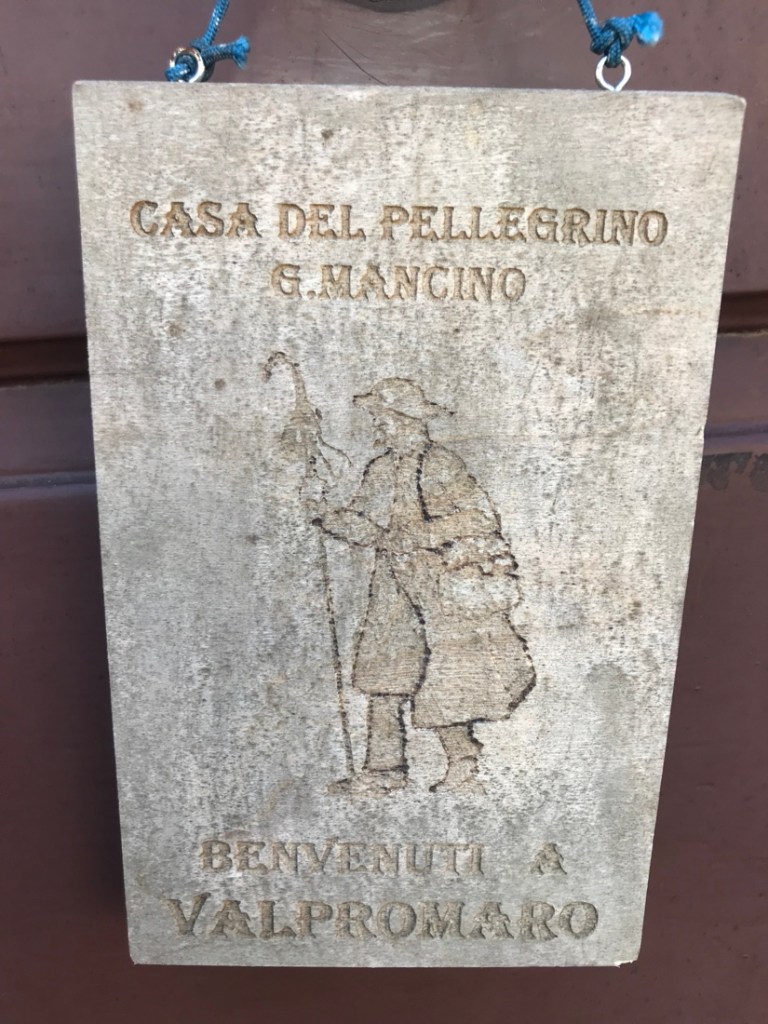 CASA DEL PELLEGRINO
G.MANCINO
BENVENUTI A
VALPROMARO